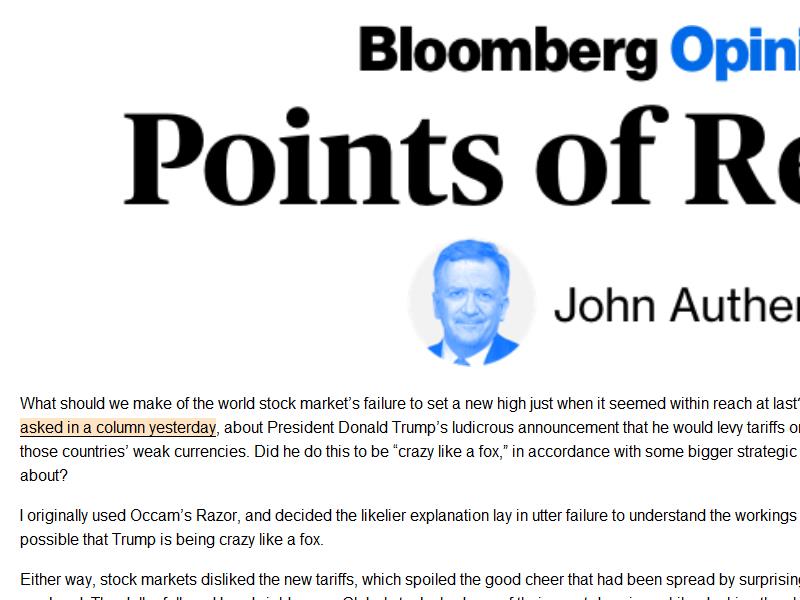 Bloomberg Opini
Points of Re
John Auther
What should we make of the world stock market’s failure to set a new high just when it seemed within reach at last?
asked in a column yesterday, about President Donald Trump’s ludicrous announcement that he would levy tariffs on
those countries’ weak currencies. Did he do this to be “crazy like a fox,” in accordance with some bigger strategic
about?
I originally used Occam’s Razor, and decided the likelier explanation lay in utter failure to understand the workings
possible that Trump is being crazy like a fox.
Either way, stock markets disliked the new tariffs, which spoiled the good cheer that had been spread by surprising